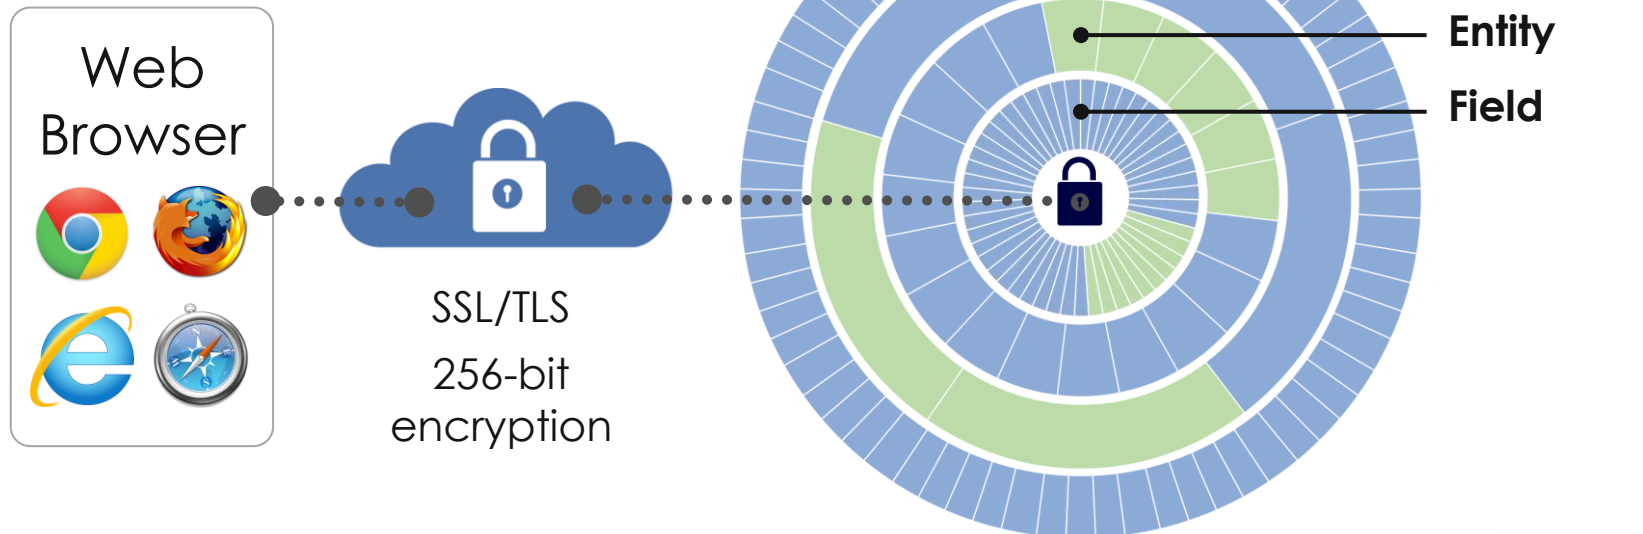 Web
Browser
SSL/TLS
256-bit
encryption
Entity
Field